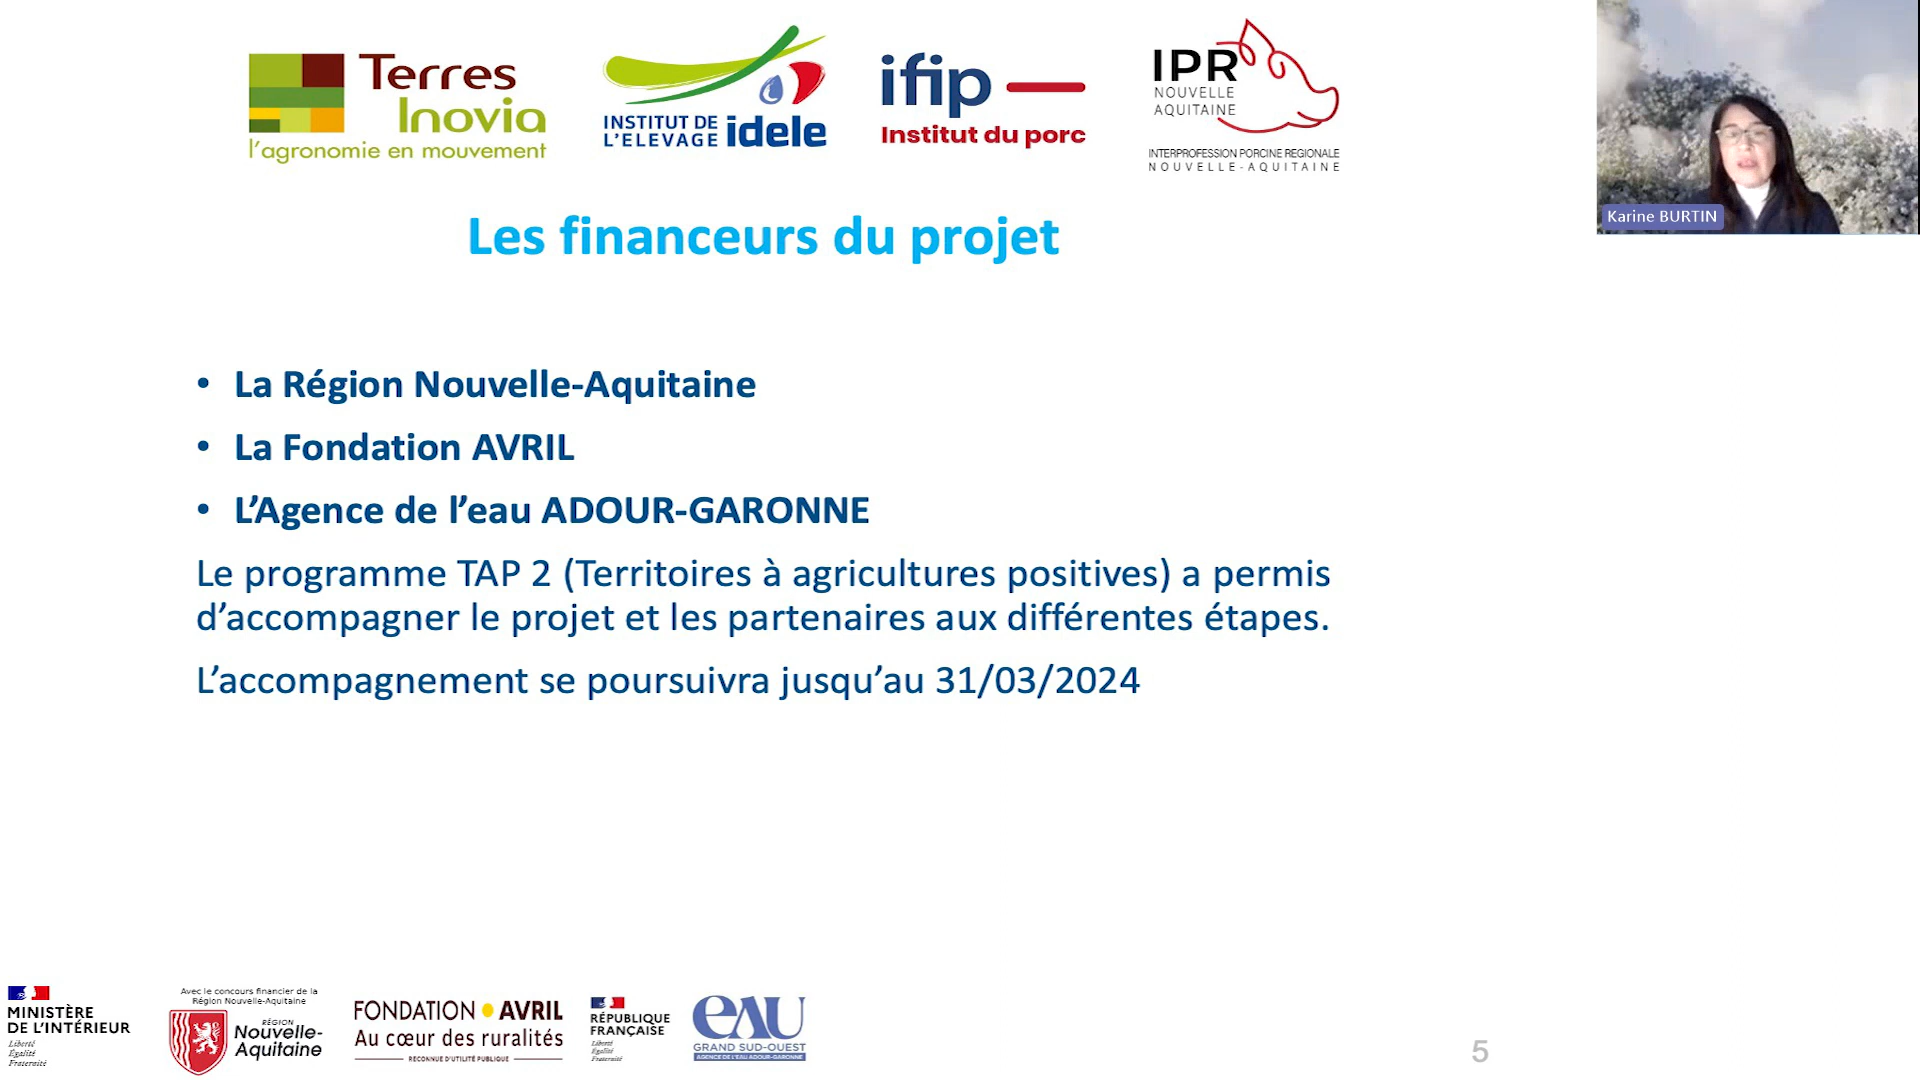 Terres
Inovia
l'agronomie en mouvement
INSTITUT DE
L'ELEVAGE idele
ifip
Institut du porc
IPR
NOUVELLE
AQUITAINE
INTERPROFESSION PORCINE REGIONALE
NOUVELLE-AQUITAINE
Karine BURTIN
Les financeurs du projet
• La Région Nouvelle-Aquitaine
• La Fondation AVRIL
• L’Agence de l’eau ADOUR-GARONNE
Le programme TAP 2 (Territoires à agricultures positives) a permis
d’accompagner le projet et les partenaires aux différentes étapes.
L’accompagnement se poursuivra jusqu’au 31/03/2024
MINISTÈRE
DE L'INTÉRIEUR
Liberté
Égalité
Fraternité
Avec le concours financier de la
Région Nouvelle-Aquitaine
RÉGION
Nouvelle-
Aquitaine
FONDATION AVRIL
Au cœur des ruralités
RECONNUE D'UTILITÉ PUBLIQUE
RÉPUBLIQUE
FRANÇAISE
Liberté
Égalité
Fraternité
eAU
GRAND SUD-OUEST
AGENCE DE L'EAU ADOUR-GARONNE
5